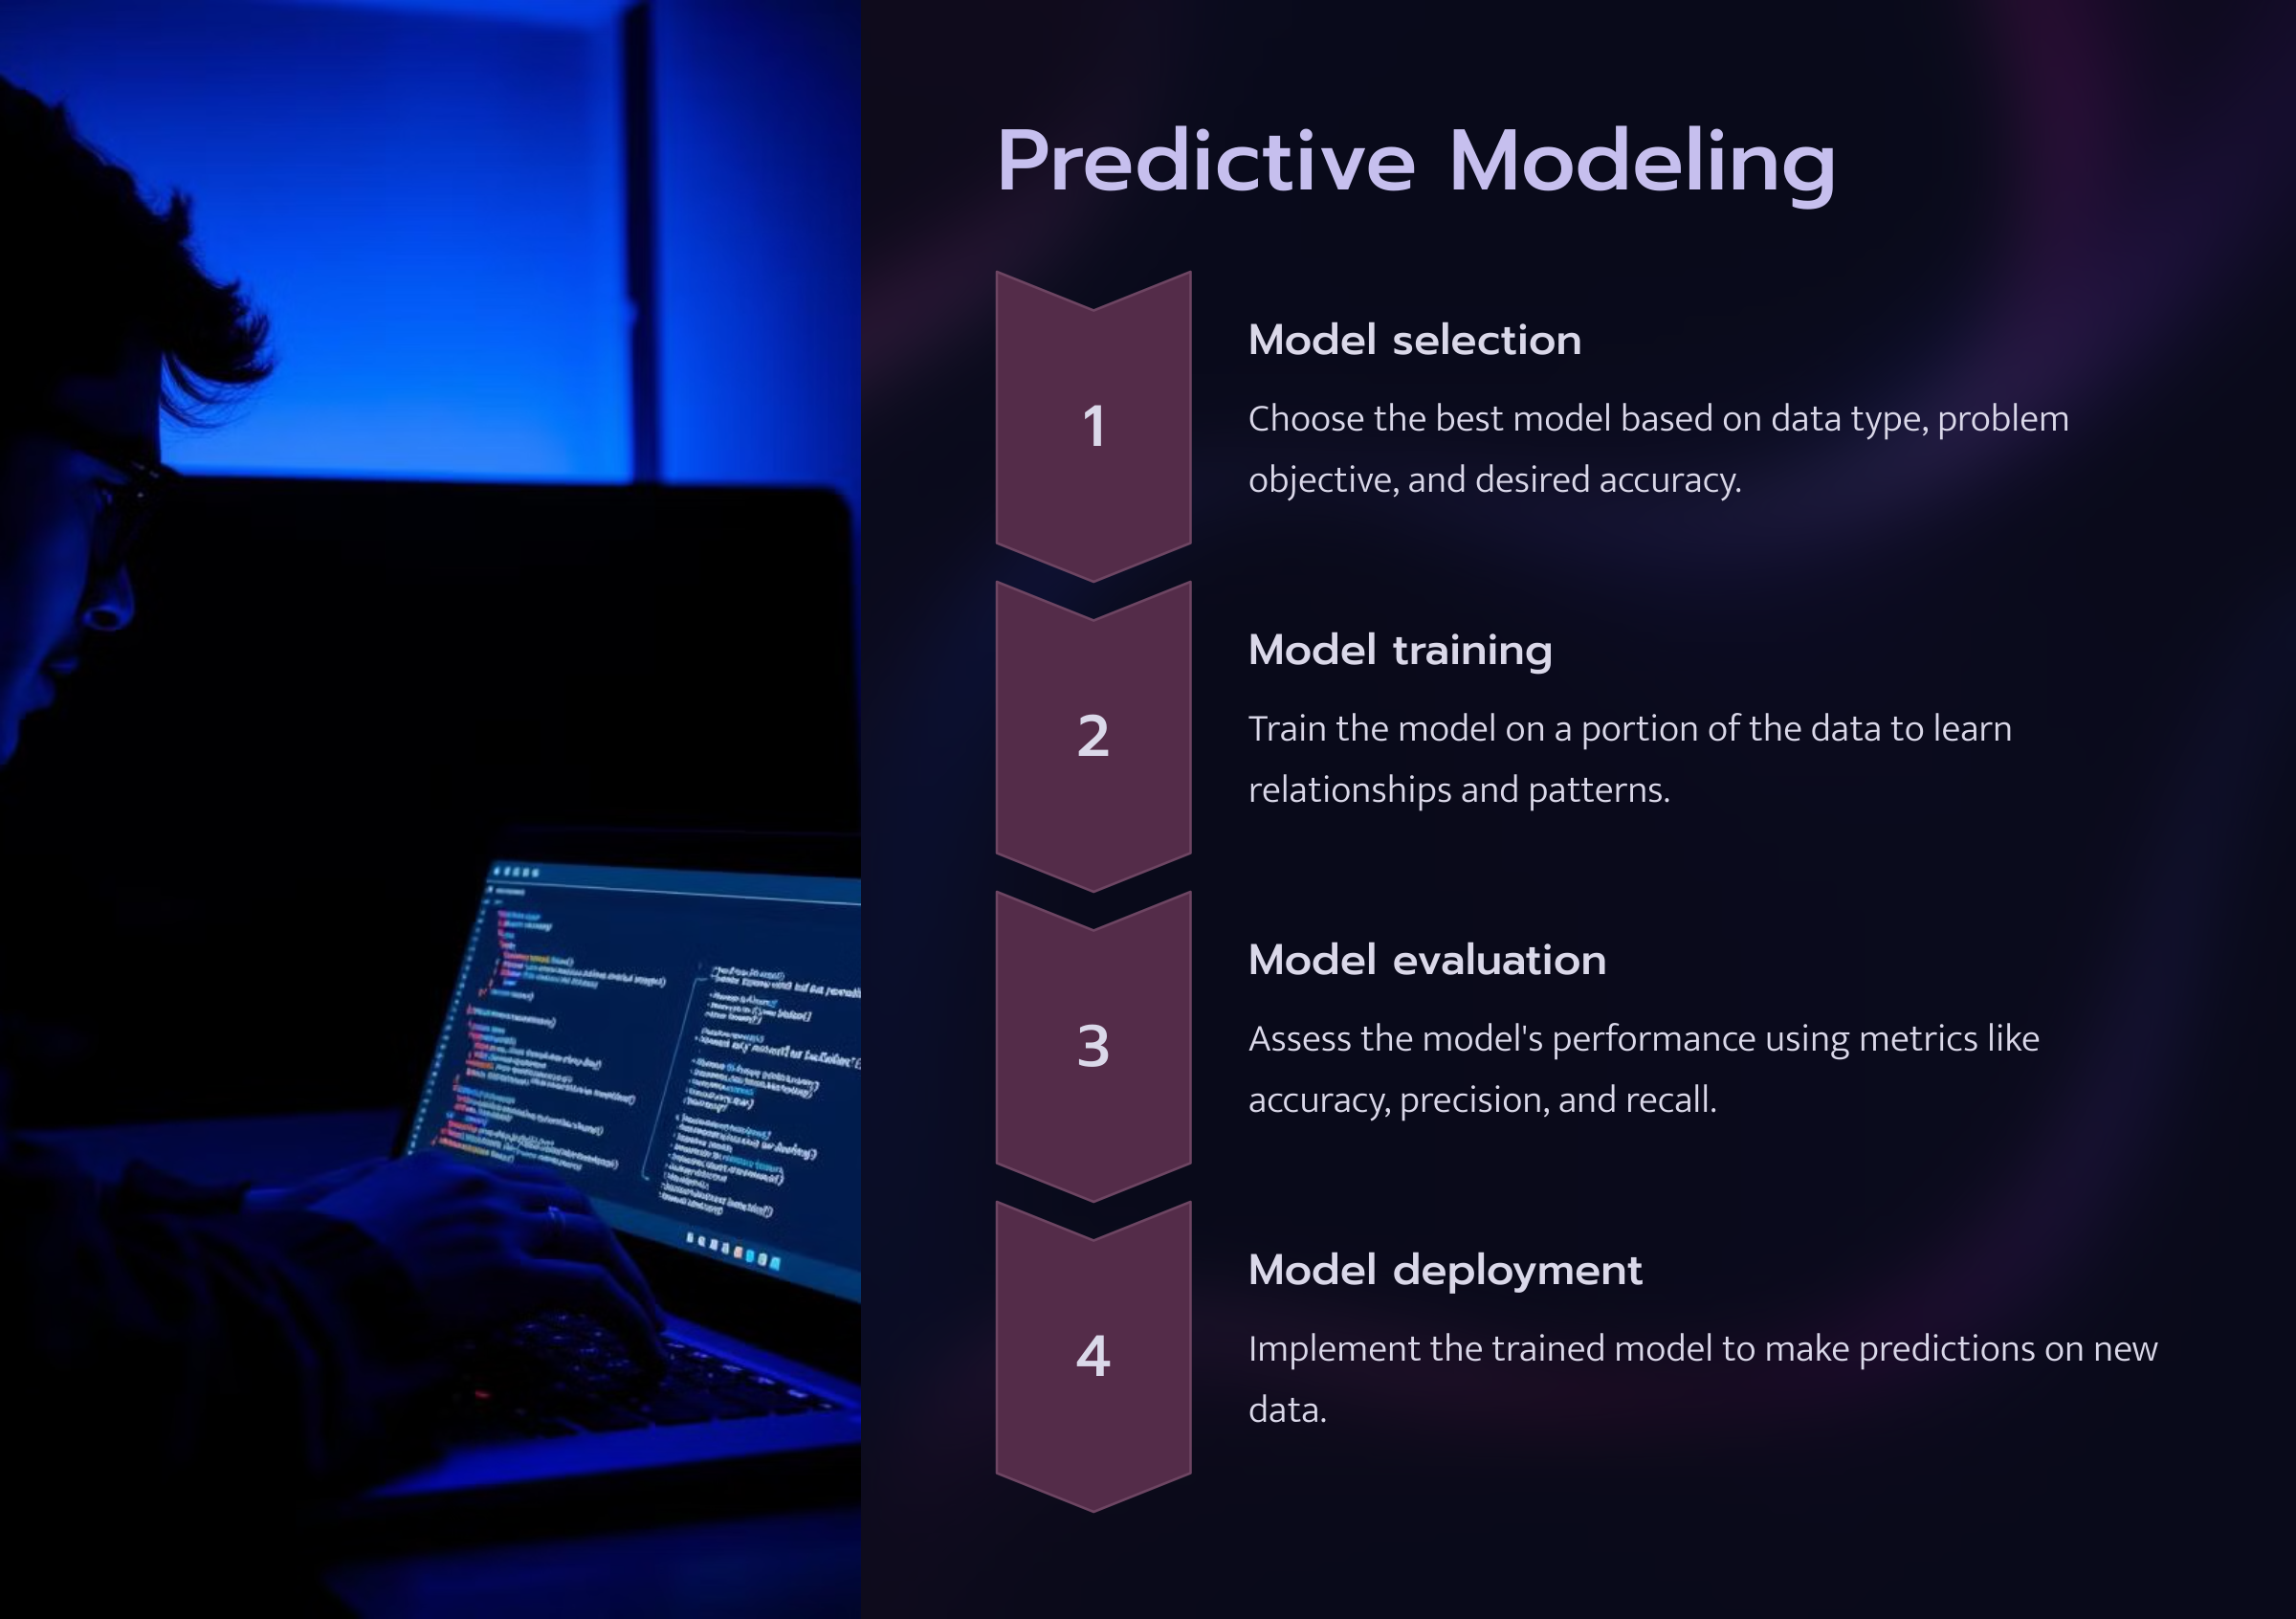 Predictive Modeling
1
Model selection
Choose the best model based on data type, problem
objective, and desired accuracy.
2
Model training
Train the model on a portion of the data to learn
relationships and patterns.
3
Model evaluation
Assess the model's performance using metrics like
accuracy, precision, and recall.
4
Model deployment
Implement the trained model to make predictions on new
data.